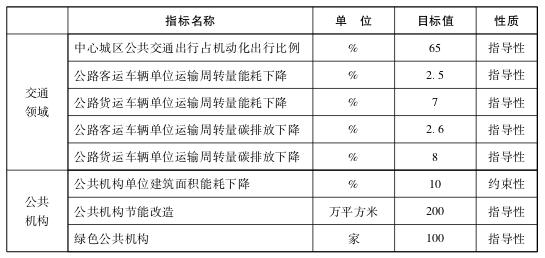 指标名称 单 位 目标值 性质
交通领域
中心城区公共交通出行占机动化出行比例 % 65 指导性
公路客运车辆单位运输周转量能耗下降 % 2.5 指导性
公路货运车辆单位运输周转量能耗下降 % 7 指导性
公路客运车辆单位运输周转量碳排放下降 % 2.6 指导性
公路货运车辆单位运输周转量碳排放下降 % 8 指导性
公共机构
公共机构单位建筑面积能耗下降 % 10 约束性
公共机构节能改造 万平方米 200 指导性
绿色公共机构 家 100 指导性